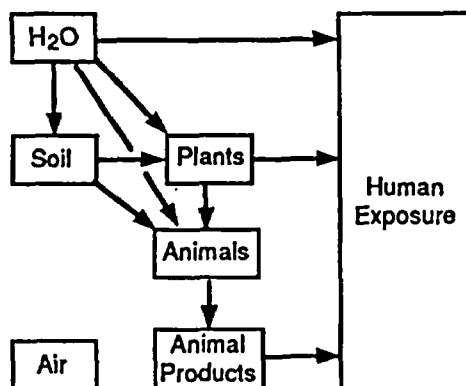 H₂O
Soil
Plants
Human
Exposure
Animals
Air
Animal
Products